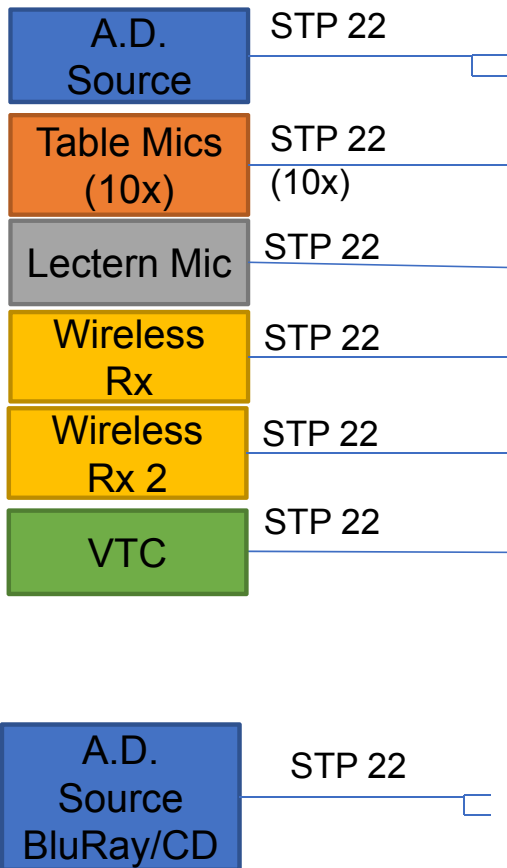 A.D.
Source
STP 22
Table Mics
(10x)
STP 22
(10x)
Lectern Mic
STP 22
Wireless
Rx
STP 22
Wireless
Rx 2
STP 22
VTC
STP 22
A.D.
Source
BluRay/CD
STP 22